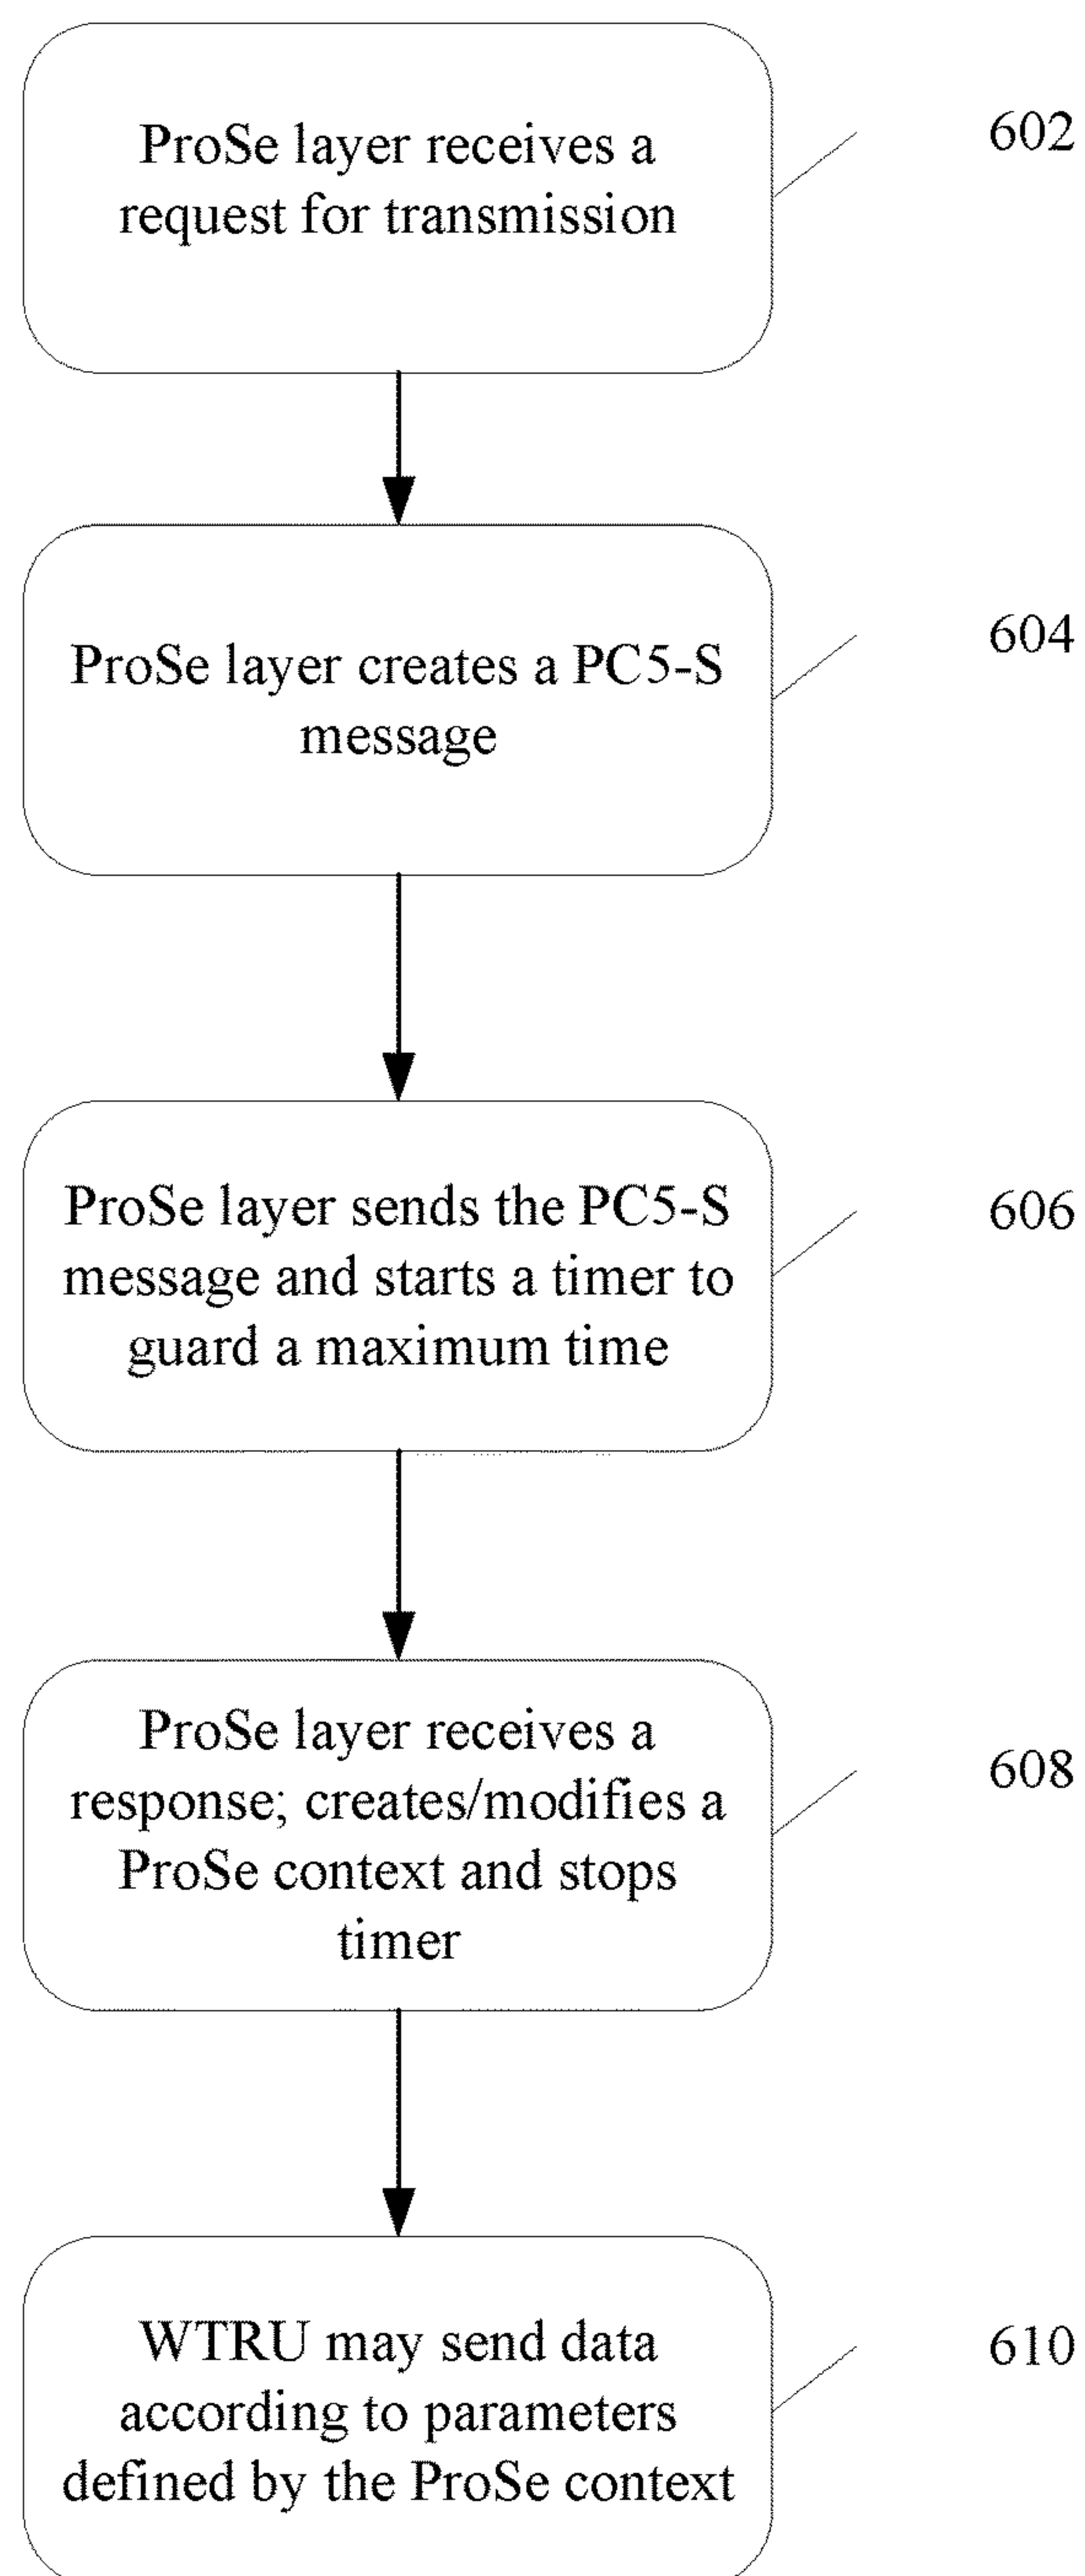 ProSe layer receives a
request for transmission
602
ProSe layer creates a PC5-S
message
604
ProSe layer sends the PC5-S
message and starts a timer to
guard a maximum time
606
ProSe layer receives a
response; creates/modifies a
ProSe context and stops
timer
608
WTRU may send data
according to parameters
defined by the ProSe context
610